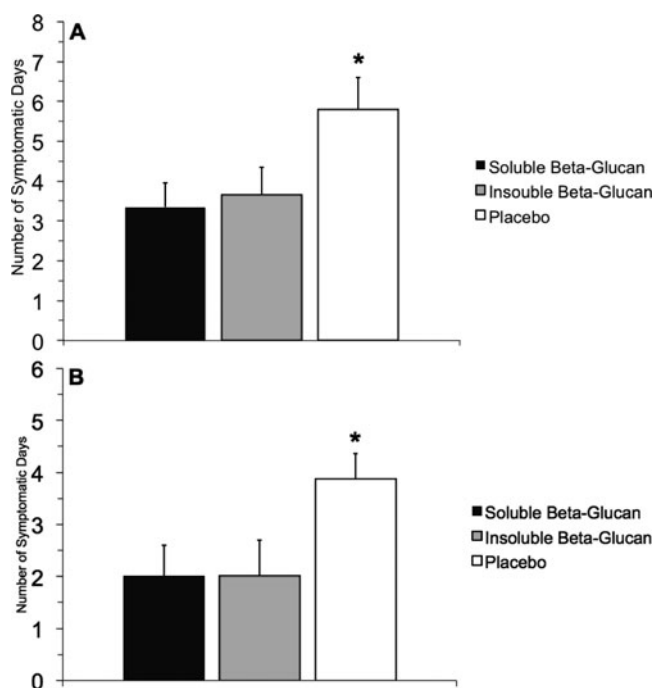 A
8
7
6
5
4
3
2
1
0
Number of Symptomatic Days
*
Soluble Beta-Glucan
Insouble Beta-Glucan
Placebo
B
6
5
4
3
2
1
0
Number of Symptomatic Days
*
Soluble Beta-Glucan
Insoluble Beta-Glucan
Placebo